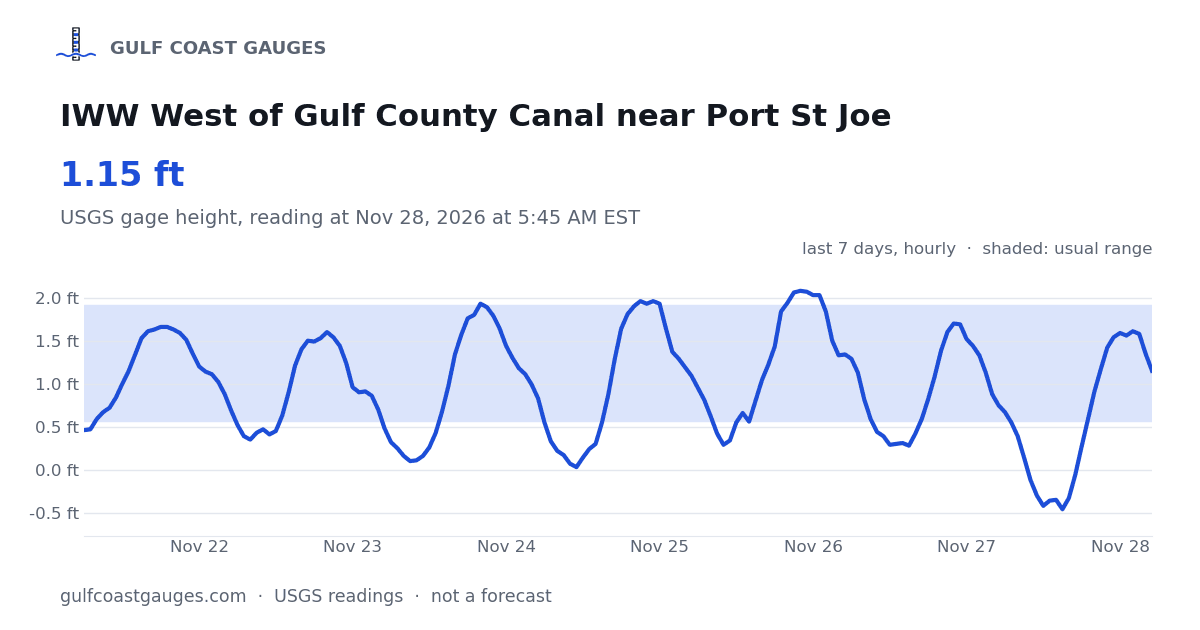 GULF COAST GAUGES
IWW West of Gulf County Canal near Port St Joe
1.15 ft
USGS gage height, reading at Nov 28, 2026 at 5:45 AM EST
last 7 days, hourly · shaded: usual range
2.0 ft
1.5 ft
1.0 ft
0.5 ft
0.0 ft
-0.5 ft
Nov 22 Nov 23 Nov 24 Nov 25 Nov 26 Nov 27 Nov 28
gulfcoastgauges.com · USGS readings · not a forecast